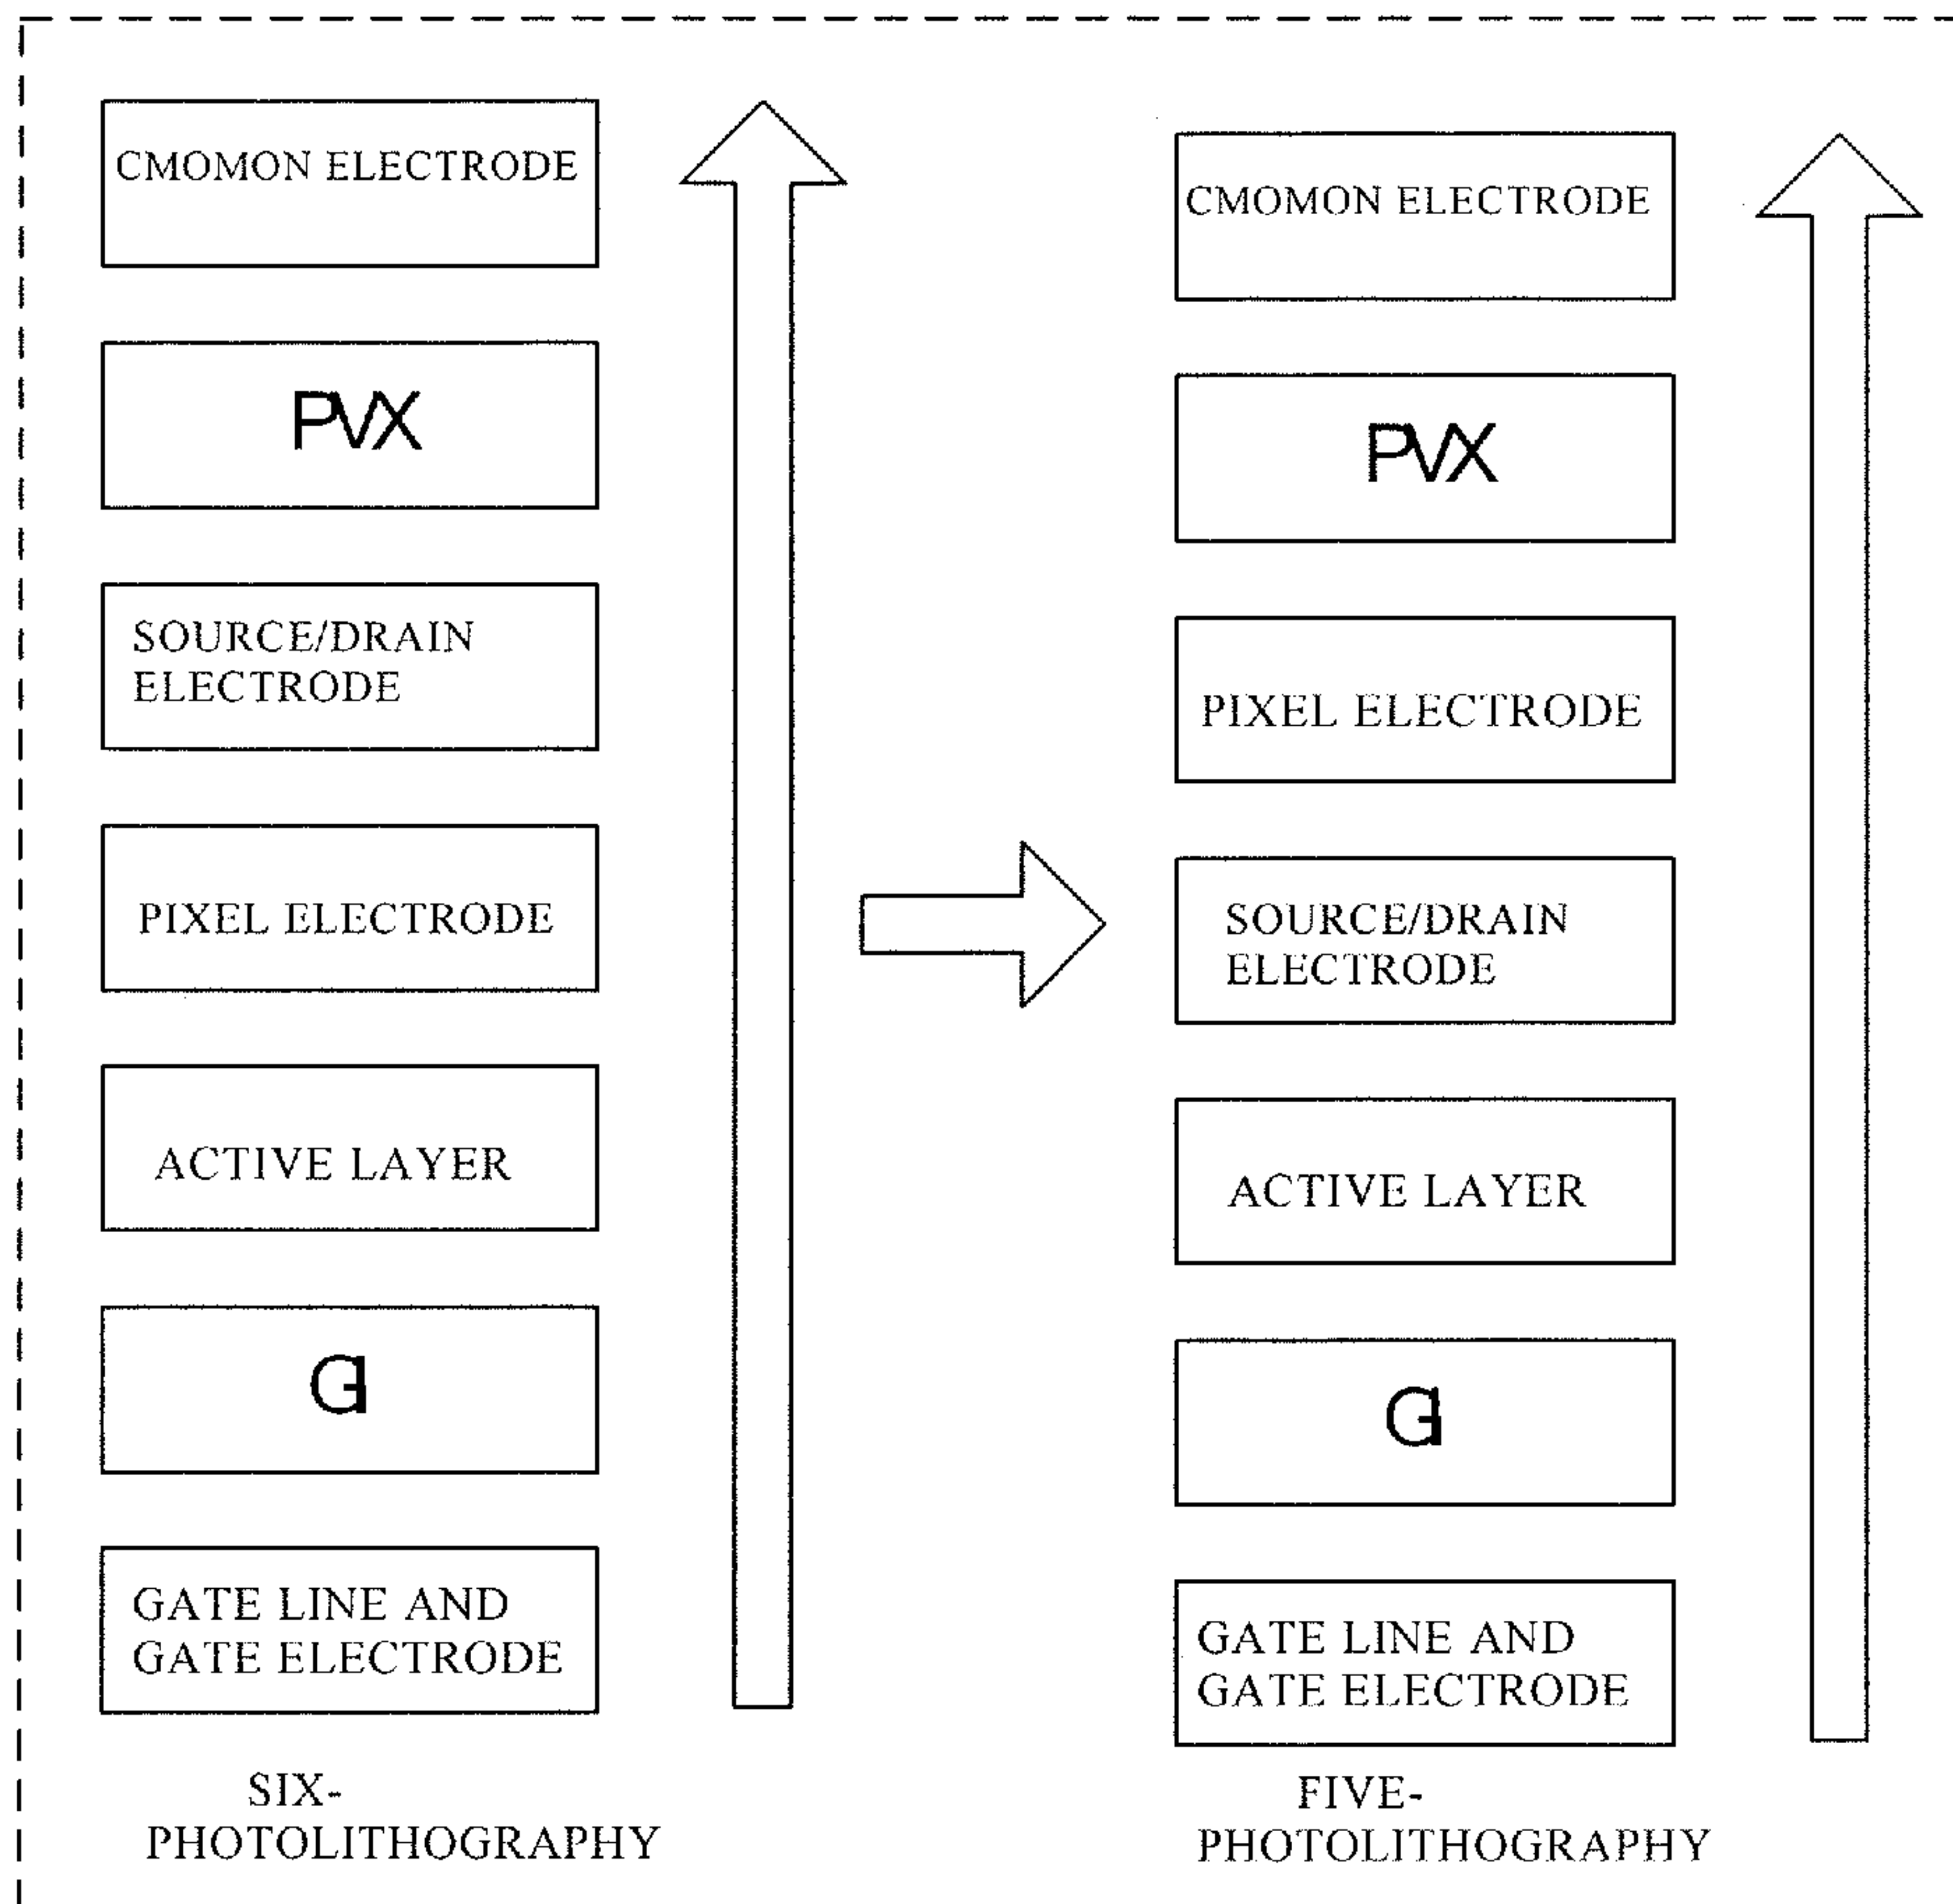 CMOMON ELECTRODE
PVX
SOURCE/DRAIN
ELECTRODE
PIXEL ELECTRODE
ACTIVE LAYER
GI
GATE LINE AND
GATE ELECTRODE
SIX-
PHOTOLITHOGRAPHY
CMOMON ELECTRODE
PVX
PIXEL ELECTRODE
SOURCE/DRAIN
ELECTRODE
ACTIVE LAYER
GI
GATE LINE AND
GATE ELECTRODE
FIVE-
PHOTOLITHOGRAPHY